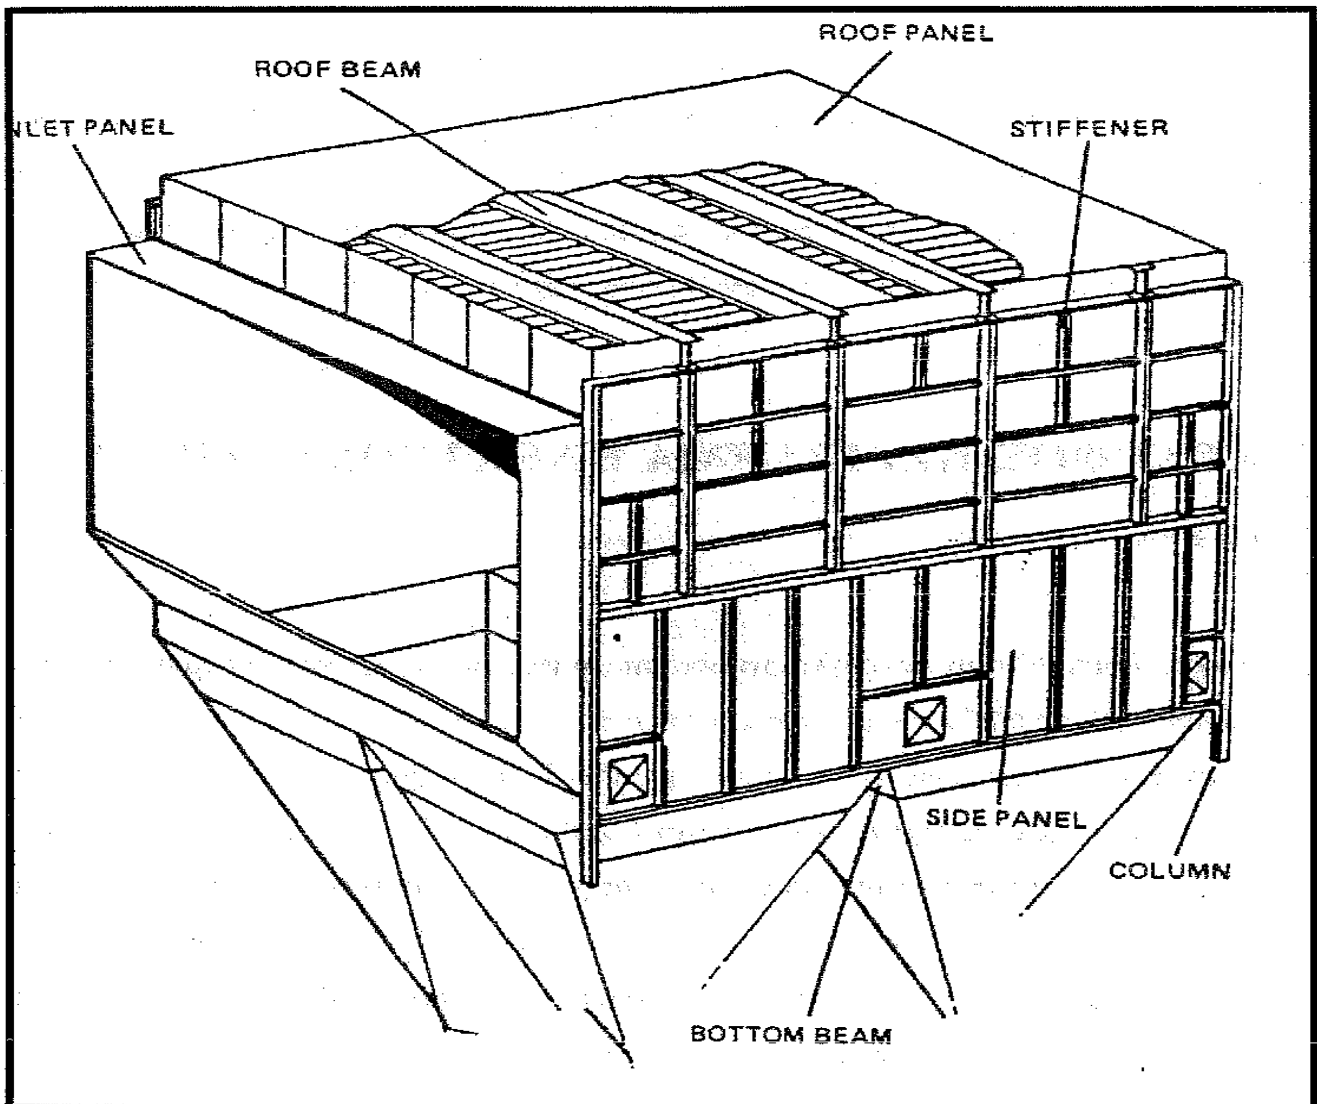 ROOF PANEL
ROOF BEAM
NLET PANEL
STIFFENER
SIDE PANEL
COLUMN
BOTTOM BEAM